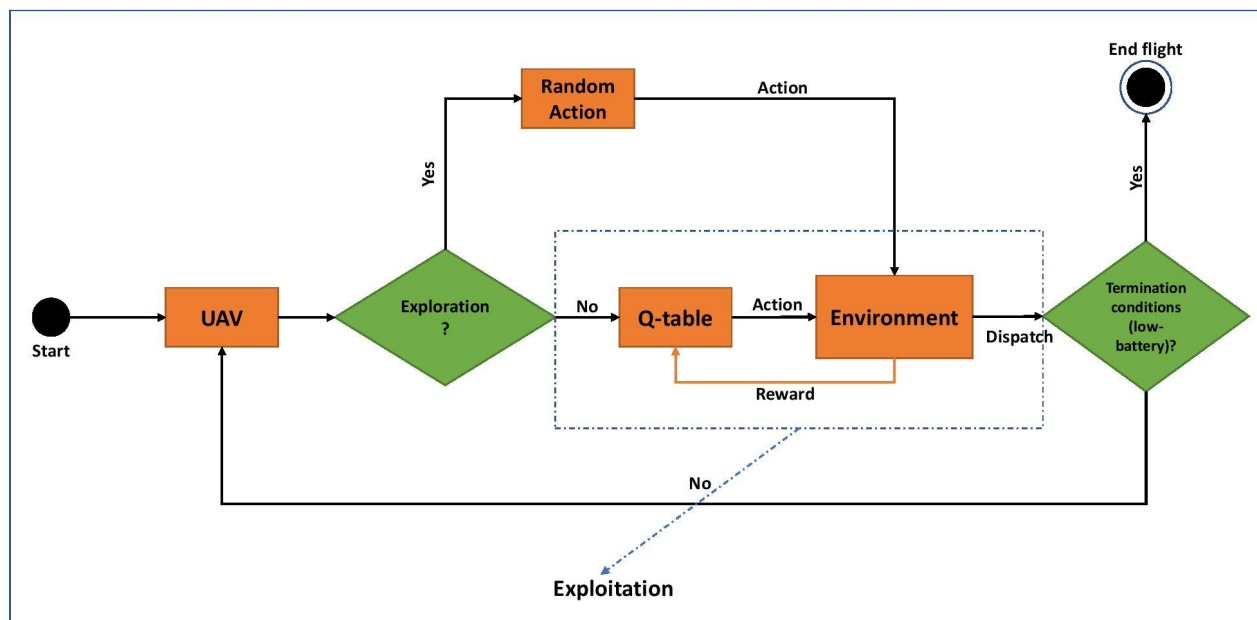 End flight
Random
Action
Action
Yes
Yes
Start
UAV
Exploration
?
No
Q-table
Action
Environment
Dispatch
Termination
conditions
(low-
battery)?
Reward
No
Exploitation